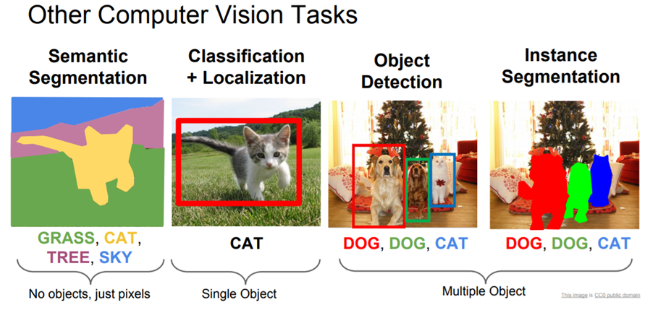 Other Computer Vision Tasks
Semantic
Segmentation
Classification
+ Localization
Object
Detection
Instance
Segmentation
GRASS, CAT,
TREE, SKY
CAT
DOG, DOG, CAT
DOG, DOG, CAT
No objects, just pixels
Single Object
Multiple Object
This image is CC0 public domain